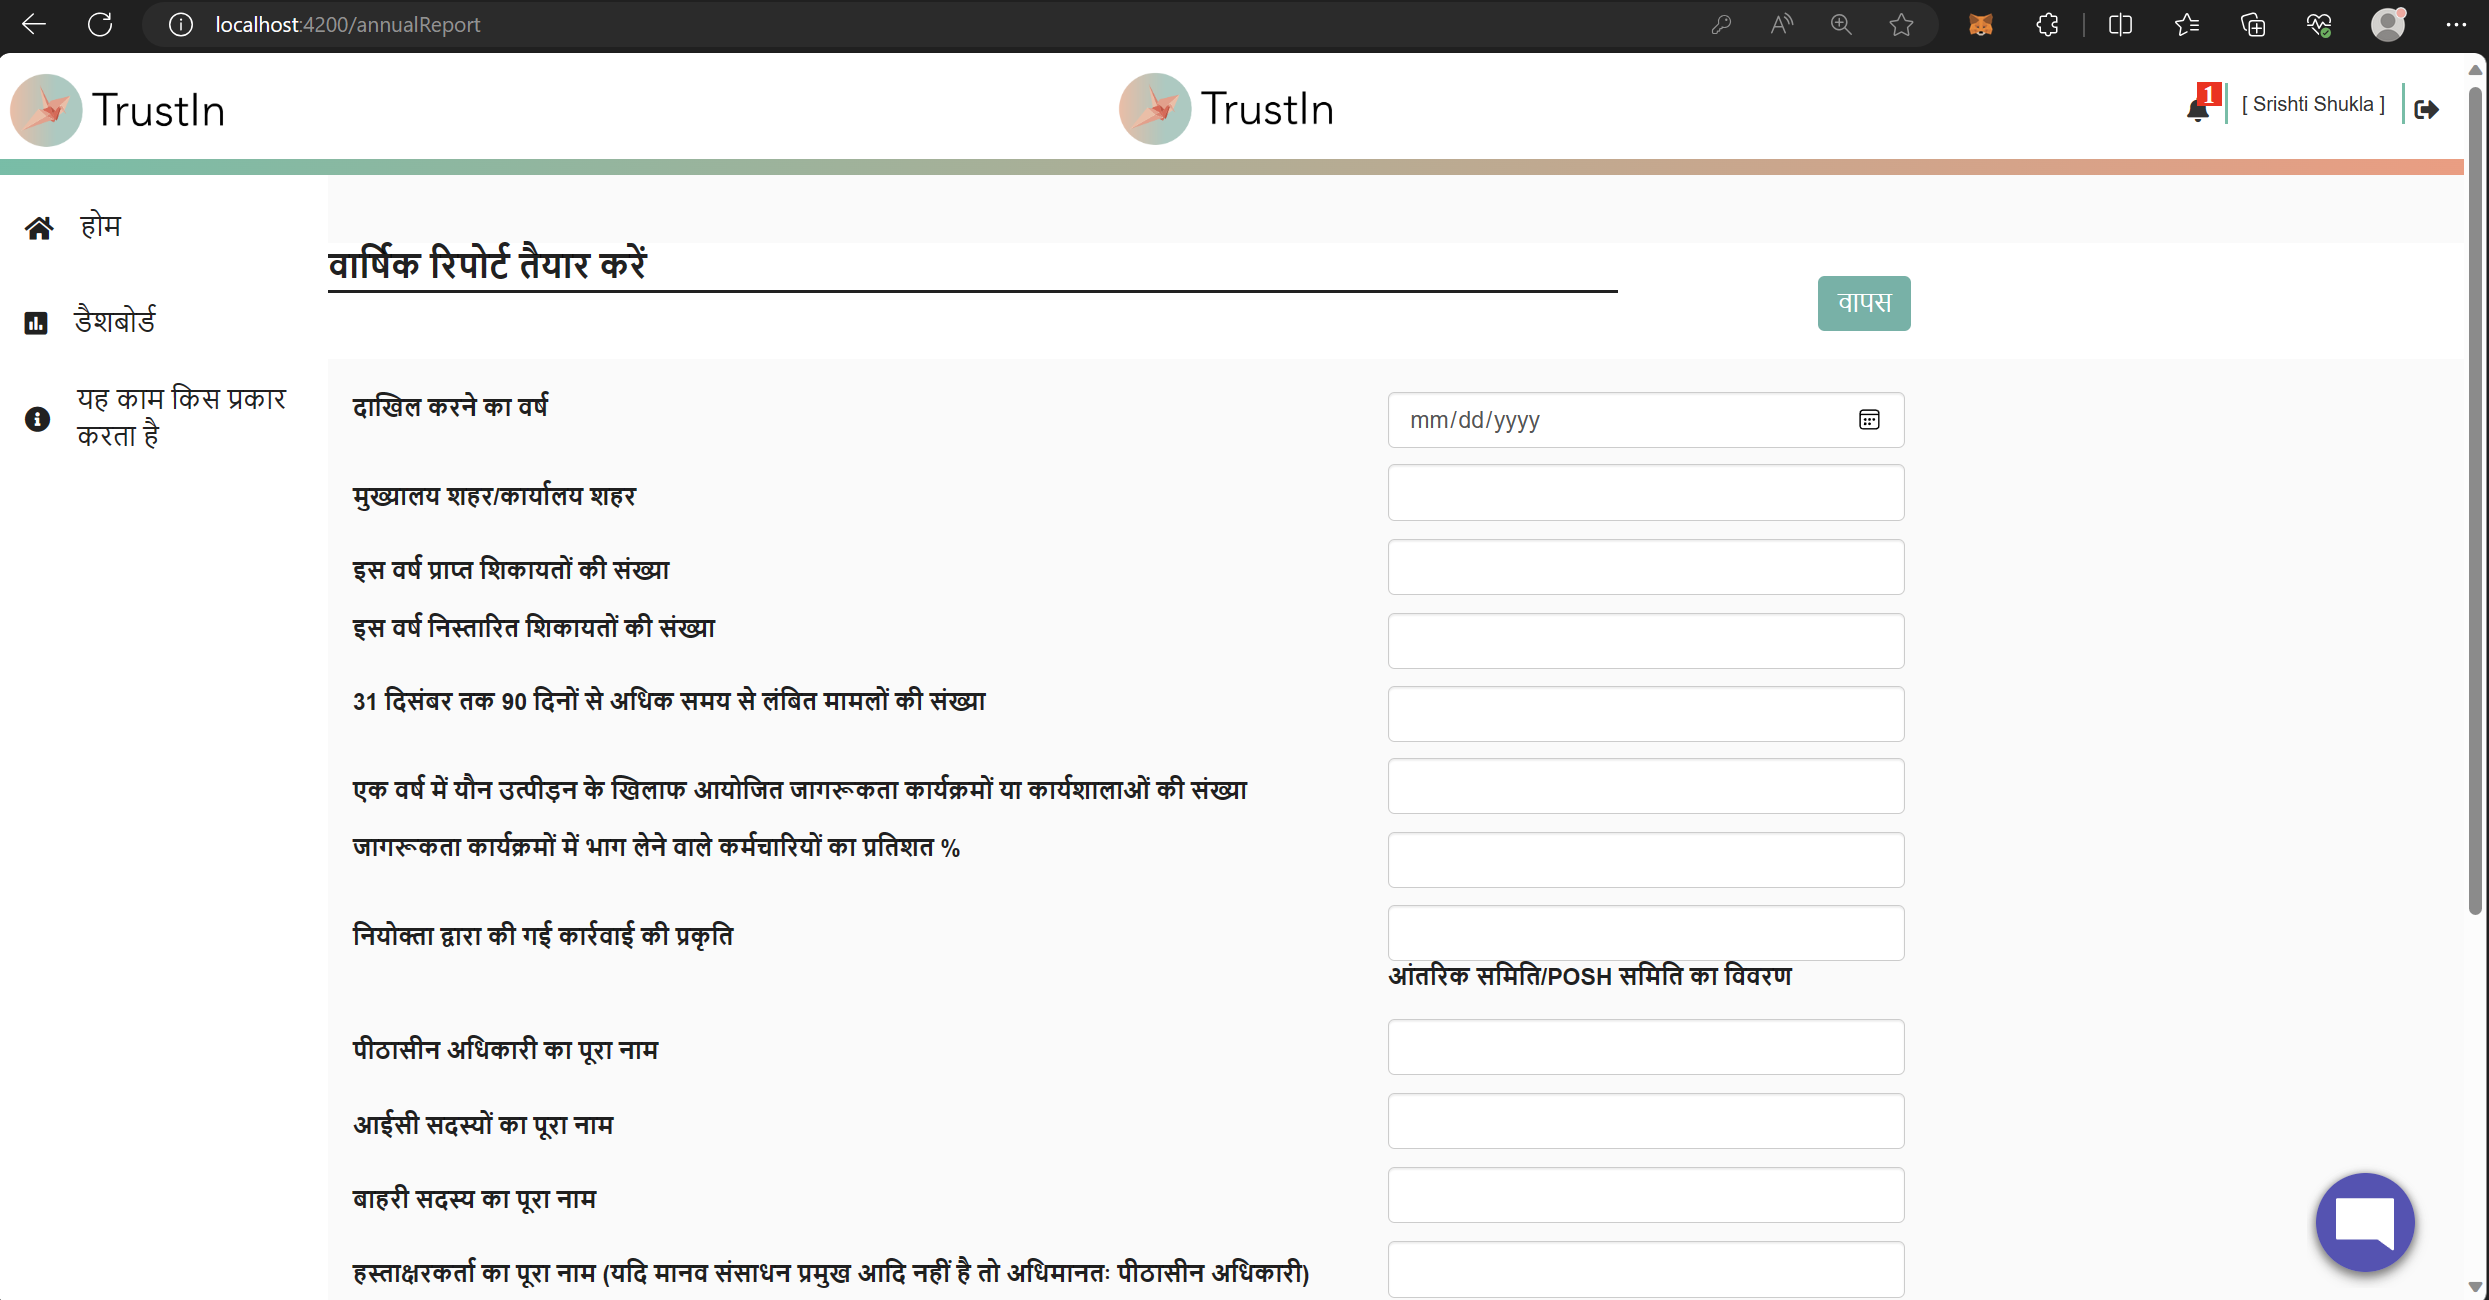 localhost:4200/annualReport
TrustIn
TrustIn
1
[ Srishti Shukla ]
होम
डैशबोर्ड
यह काम किस प्रकार
करता है
वार्षिक रिपोर्ट तैयार करें
वापस
दाखिल करने का वर्ष
mm/dd/yyyy
मुख्यालय शहर/कार्यालय शहर
इस वर्ष प्राप्त शिकायतों की संख्या
इस वर्ष निस्तारित शिकायतों की संख्या
31 दिसंबर तक 90 दिनों से अधिक समय से लंबित मामलों की संख्या
एक वर्ष में यौन उत्पीड़न के खिलाफ आयोजित जागरूकता कार्यक्रमों या कार्यशालाओं की संख्या
जागरूकता कार्यक्रमों में भाग लेने वाले कर्मचारियों का प्रतिशत %
नियोक्ता द्वारा की गई कार्रवाई की प्रकृति
आंतरिक समिति/POSH समिति का विवरण
पीठासीन अधिकारी का पूरा नाम
आईसी सदस्यों का पूरा नाम
बाहरी सदस्य का पूरा नाम
हस्ताक्षरकर्ता का पूरा नाम (यदि मानव संसाधन प्रमुख आदि नहीं है तो अधिमानतः पीठासीन अधिकारी)